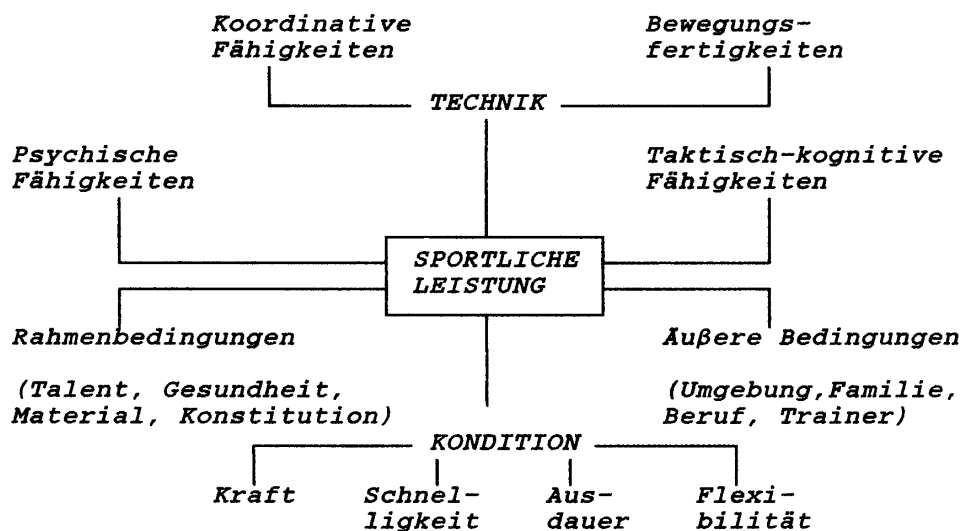 Koordinative
Fähigkeiten
Bewegungs-
fertigkeiten
TECHNIK
Psychische
Fähigkeiten
Taktisch-kognitive
Fähigkeiten
SPORTLICHE
LEISTUNG
Rahmenbedingungen
(Talent, Gesundheit,
Material, Konstitution)
Äußere Bedingungen
(Umgebung,Familie,
Beruf, Trainer)
KONDITION
Kraft
Schnel-
ligkeit
Aus-
dauer
Flexi-
bilität